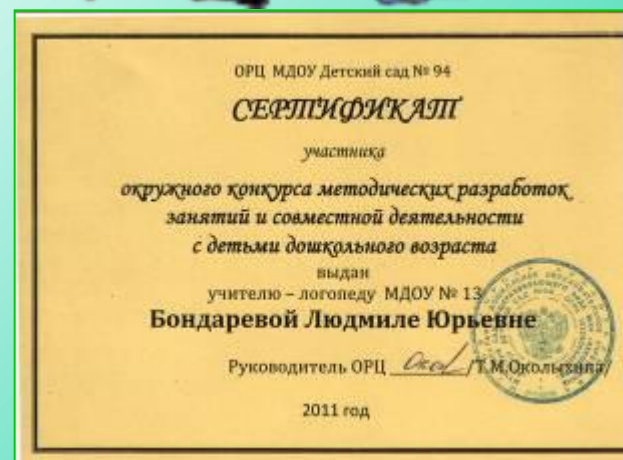 ОРЦ МДОУ Детский сад № 94
СЕРТИФИКАТ
участника
окружного конкурса методических разработок
занятий и совместной деятельности
с детьми дошкольного возраста
выдан
учителю – логопеду МДОУ № 13
Бондаревой Людмиле Юрьевне
Руководитель ОРЦ /Т.М.Околыхина/
2011 год